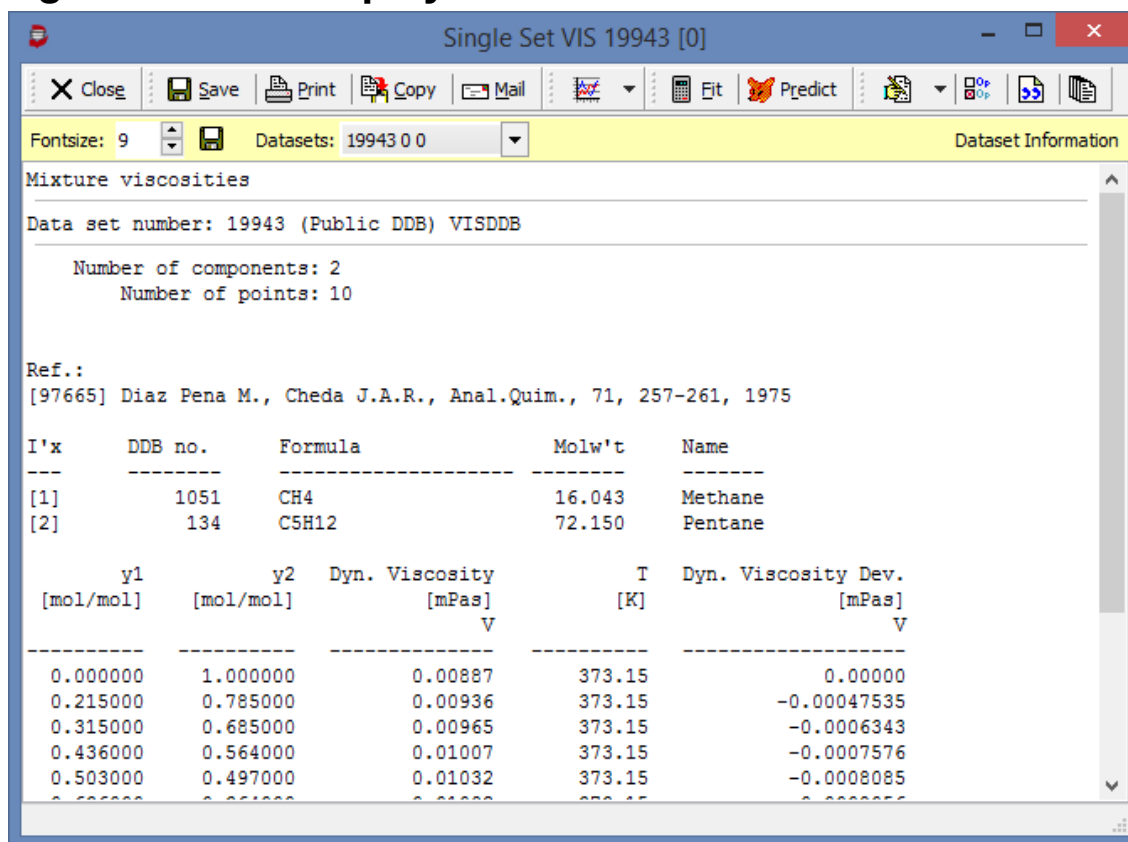 Single Set VIS 19943 [0]
Close Save Print Copy Mail Fit Predict
Fontsize: 9 Datasets: 19943 0 0 Dataset Information
Mixture viscosities
Data set number: 19943 (Public DDB) VISDDB
Number of components: 2
Number of points: 10
Ref.:
[97665] Diaz Pena M., Cheda J.A.R., Anal.Quim., 71, 257-261, 1975
I'x DDB no. Formula Molw't Name
--- -------- -------------------- -------- -------
[1] 1051 CH4 16.043 Methane
[2] 134 C5H12 72.150 Pentane
y1 y2 Dyn. Viscosity T Dyn. Viscosity Dev.
[mol/mol] [mol/mol] [mPas] [K] [mPas]
V V
---------- ---------- -------------- ---------- -------------------
0.000000 1.000000 0.00887 373.15 0.00000
0.215000 0.785000 0.00936 373.15 -0.00047535
0.315000 0.685000 0.00965 373.15 -0.0006343
0.436000 0.564000 0.01007 373.15 -0.0007576
0.503000 0.497000 0.01032 373.15 -0.0008085